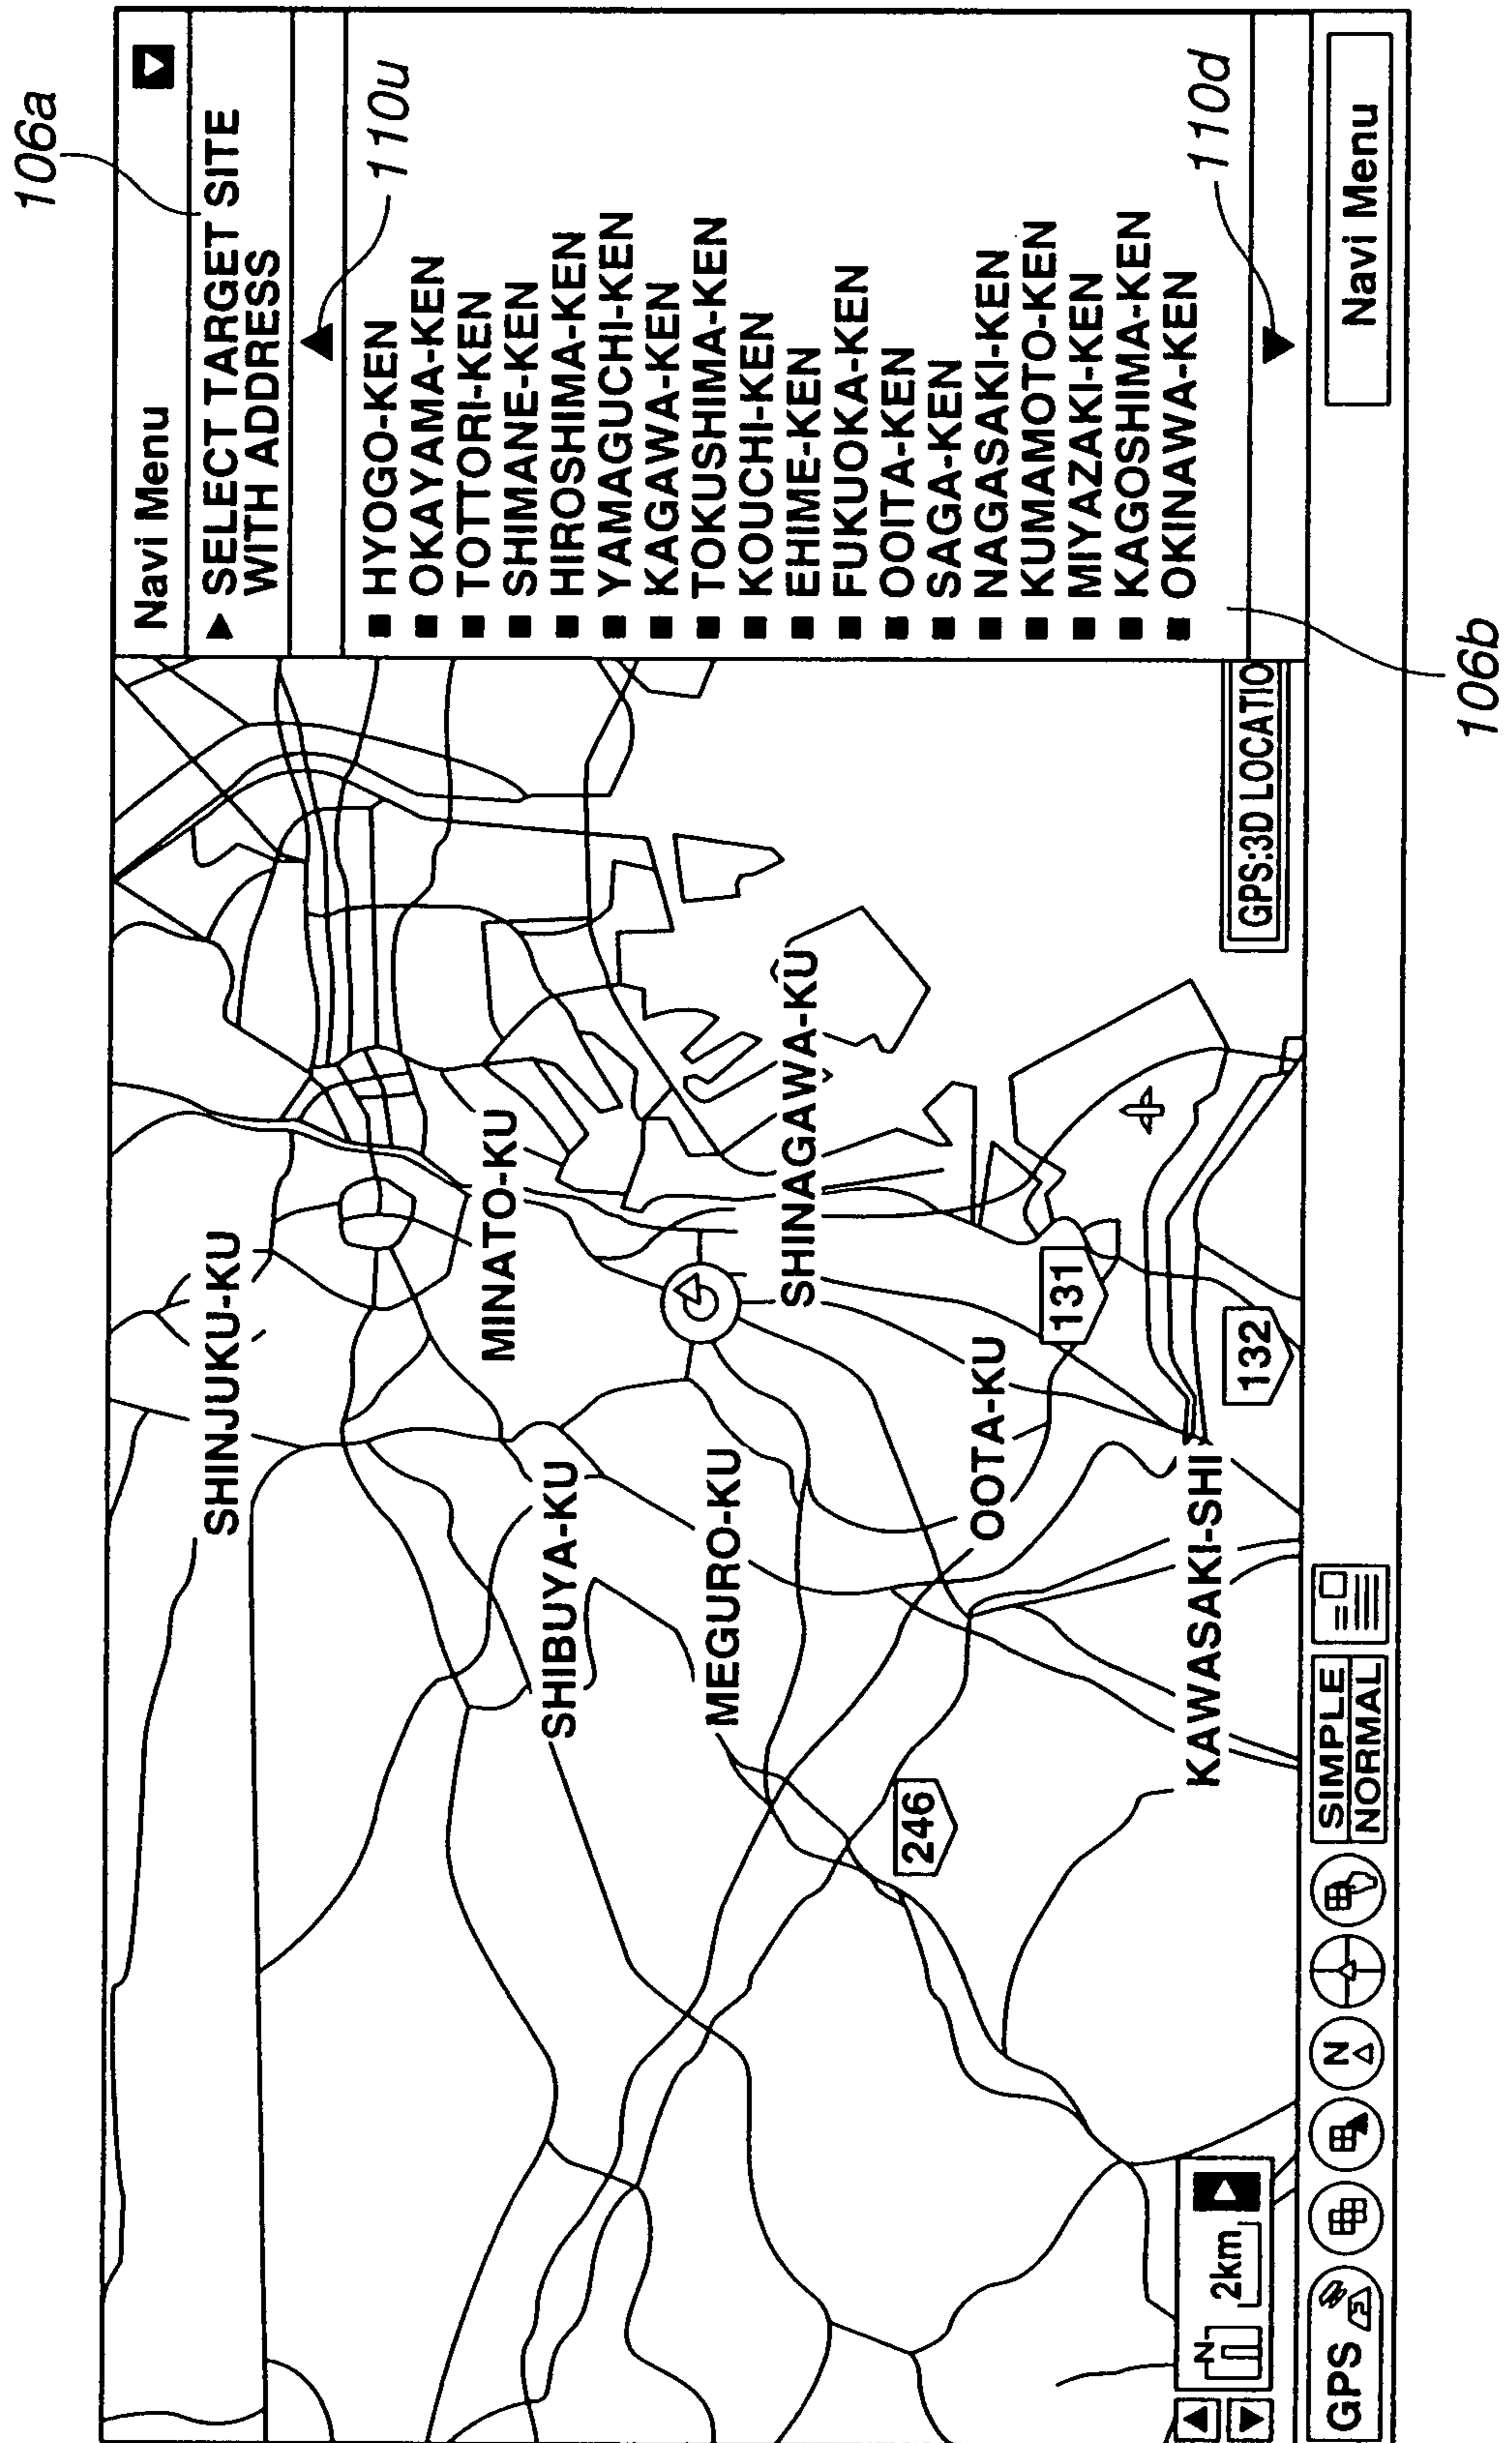 106a
Navi Menu
▶ SELECT TARGET SITE
WITH ADDRESS
110u
■ HYOGO-KEN
■ OKAYAMA-KEN
■ TOTTORI-KEN
■ SHIMANE-KEN
■ HIROSHIMA-KEN
■ YAMAGUCHI-KEN
■ KAGAWA-KEN
■ TOKUSHIMA-KEN
■ KOUCHI-KEN
■ EHIME-KEN
■ FUKUOKA-KEN
■ OOITA-KEN
■ SAGA-KEN
■ NAGASAKI-KEN
■ KUMAMOTO-KEN
■ MIYAZAKI-KEN
■ KAGOSHIMA-KEN
■ OKINAWA-KEN
110d
106b
SHINJUKU-KU
MINATO-KU
SHIBUYA-KU
MEGURO-KU
SHINAGAWA-KU
246
OOTA-KU
131
KAWASAKI-SHI
132
GPS:3D LOCATIO
N
2km
GPS
N
SIMPLE
NORMAL
Navi Menu